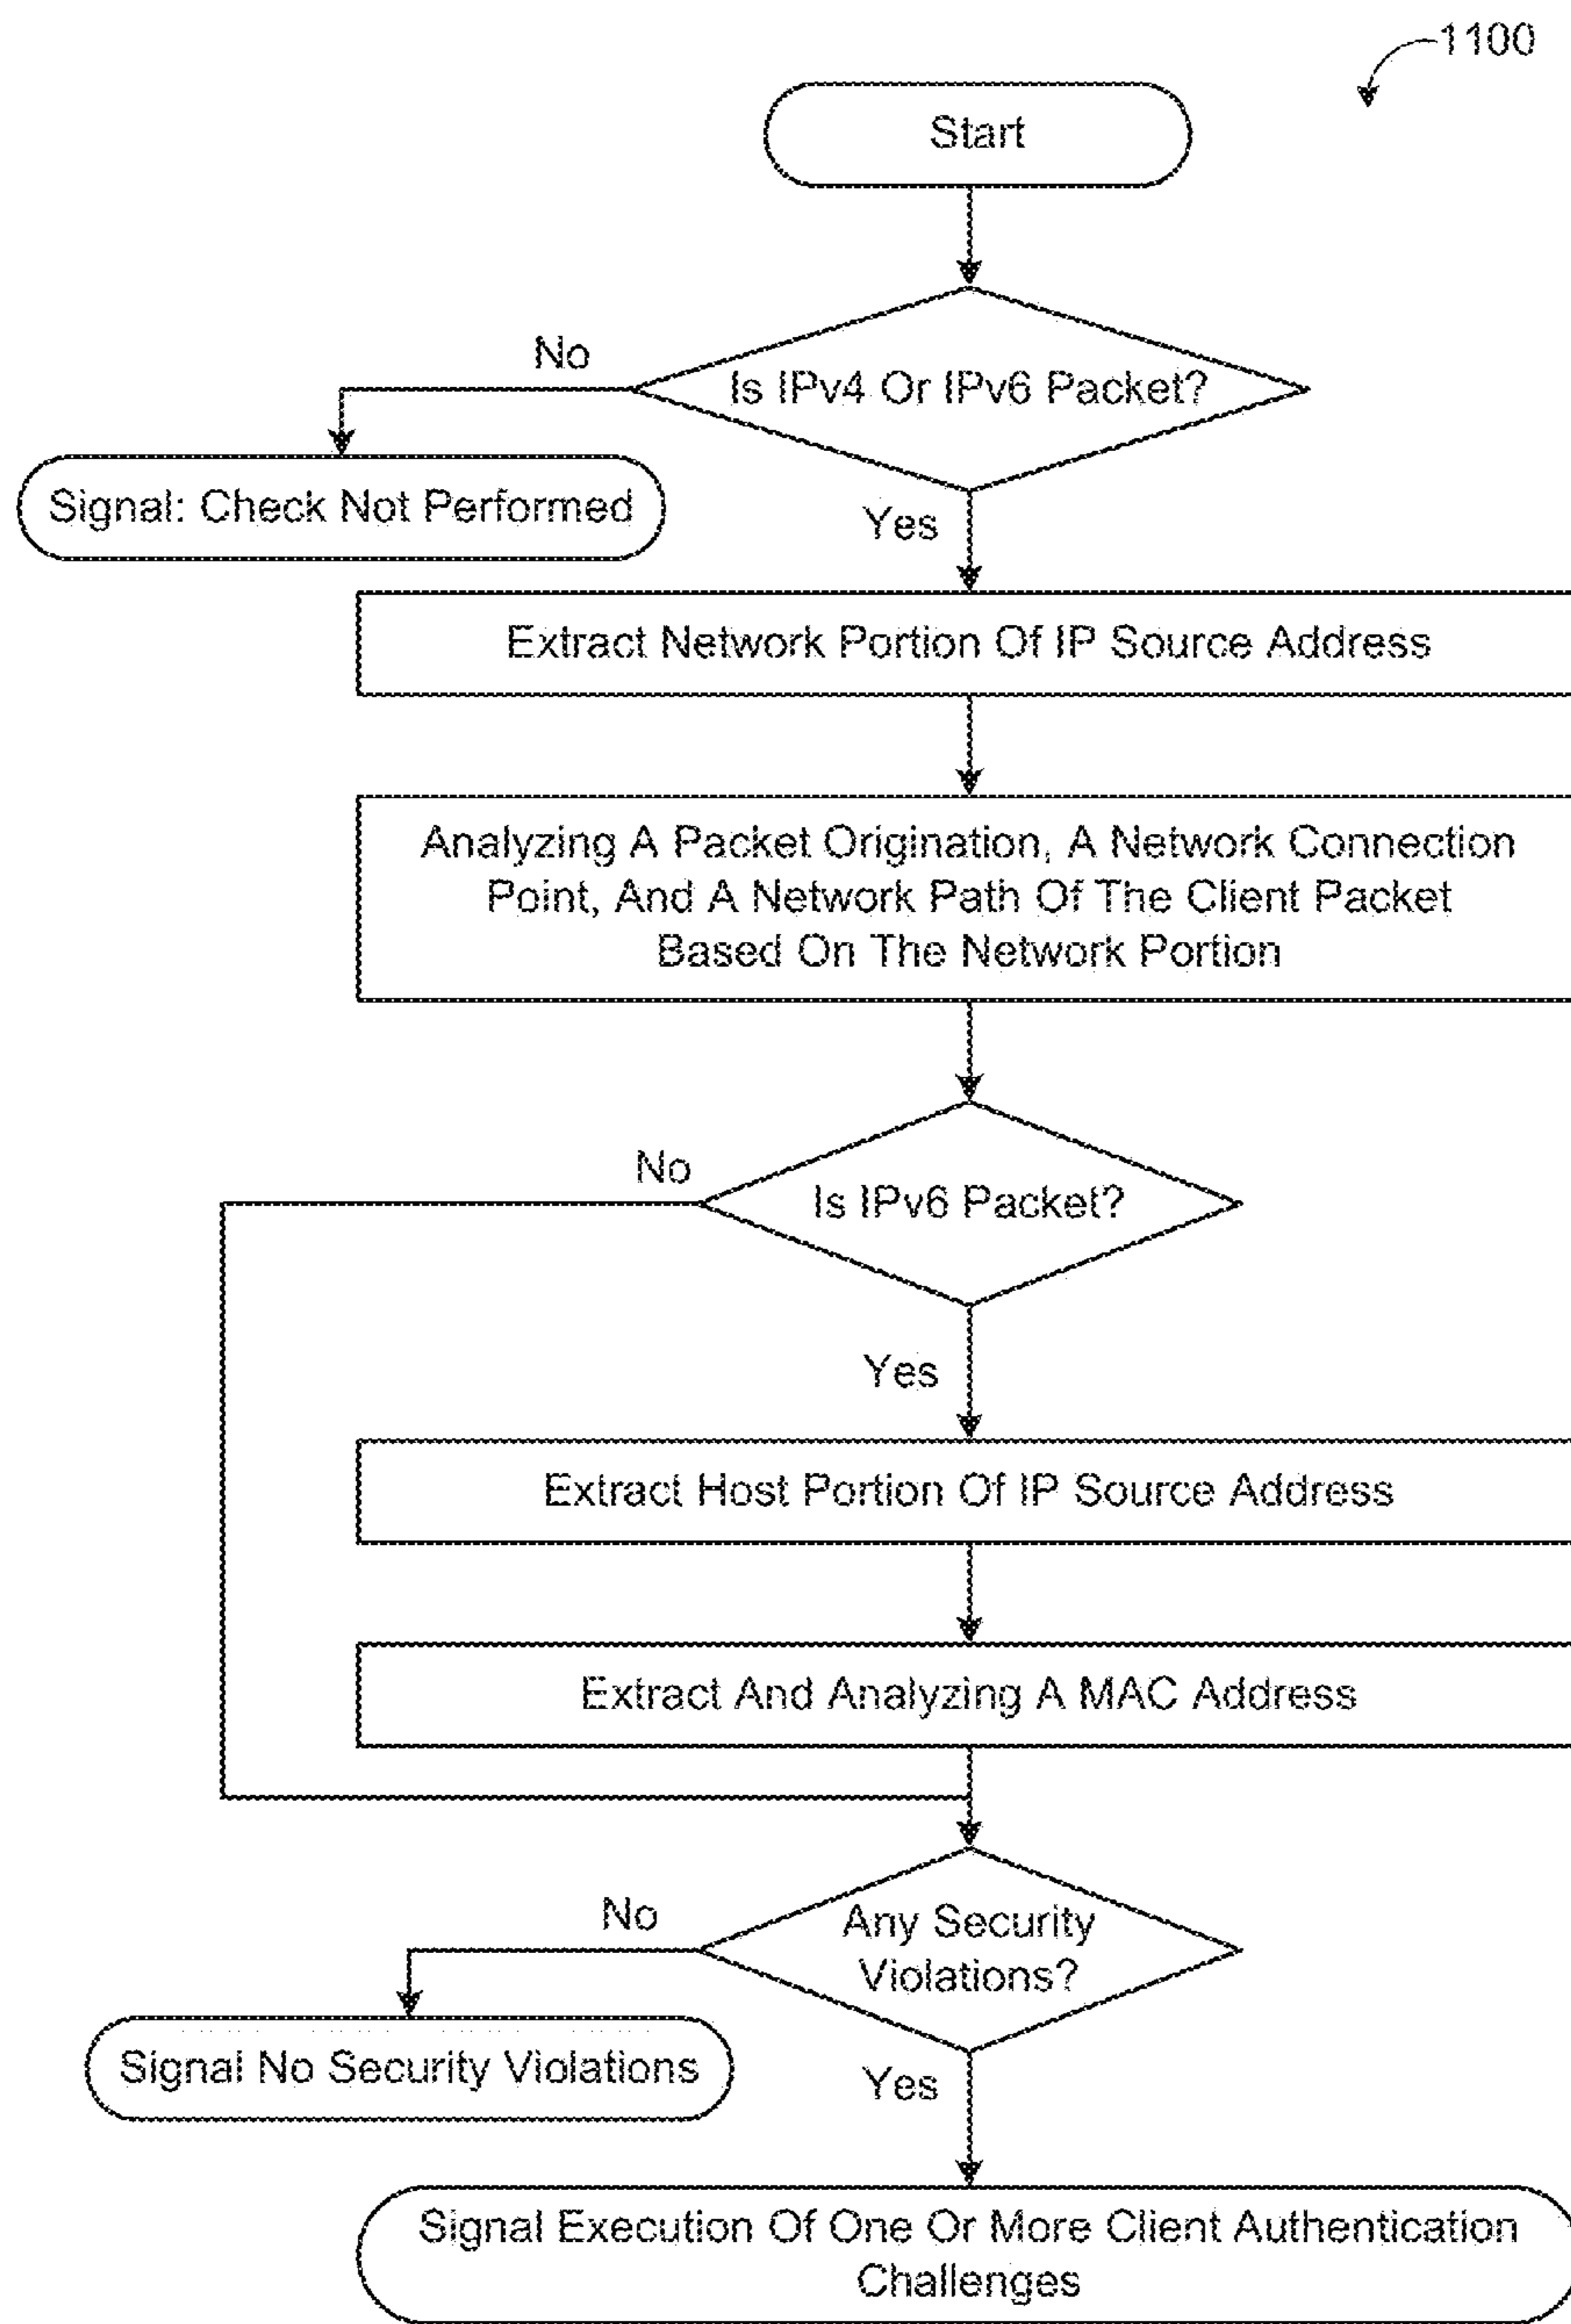 1100
Start
No
Is IPv4 Or IPv6 Packet?
Signal: Check Not Performed
Yes
Extract Network Portion Of IP Source Address
Analyzing A Packet Origination, A Network Connection
Point, And A Network Path Of The Client Packet
Based On The Network Portion
No
Is IPv6 Packet?
Yes
Extract Host Portion Of IP Source Address
Extract And Analyzing A MAC Address
No
Any Security
Violations?
Signal No Security Violations
Yes
Signal Execution Of One Or More Client Authentication
Challenges